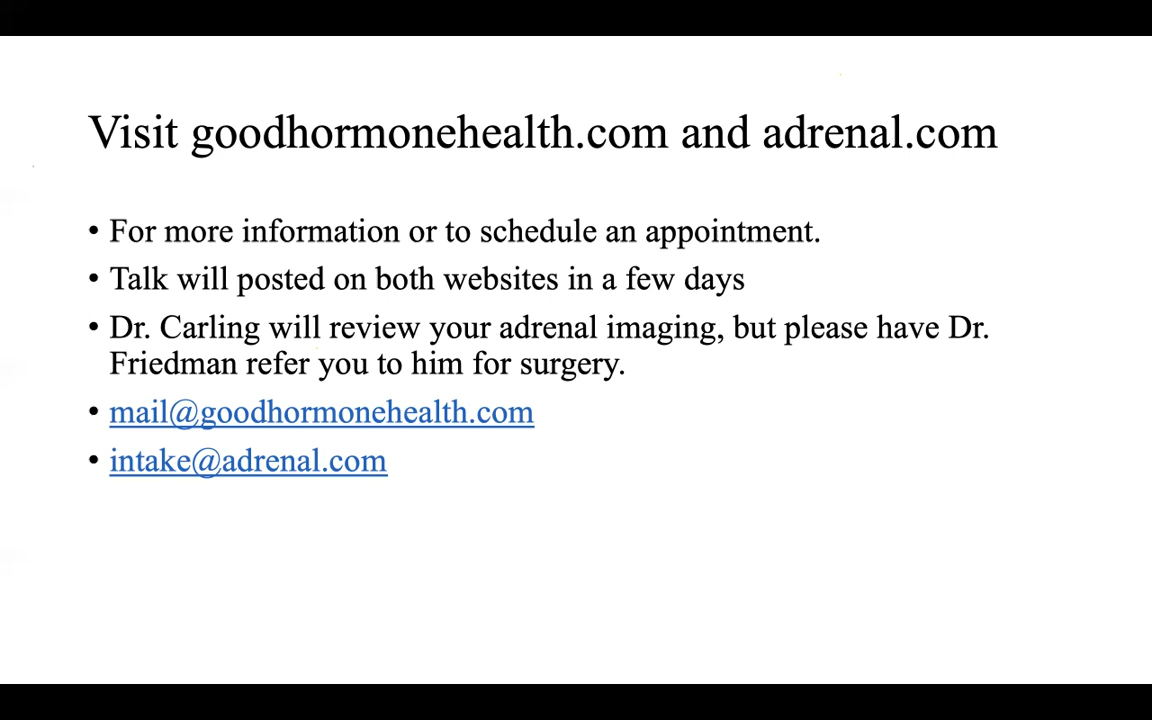 Visit goodhormonehealth.com and adrenal.com
• For more information or to schedule an appointment.
• Talk will posted on both websites in a few days
• Dr. Carling will review your adrenal imaging, but please have Dr.
Friedman refer you to him for surgery.
• mail@goodhormonehealth.com
• intake@adrenal.com